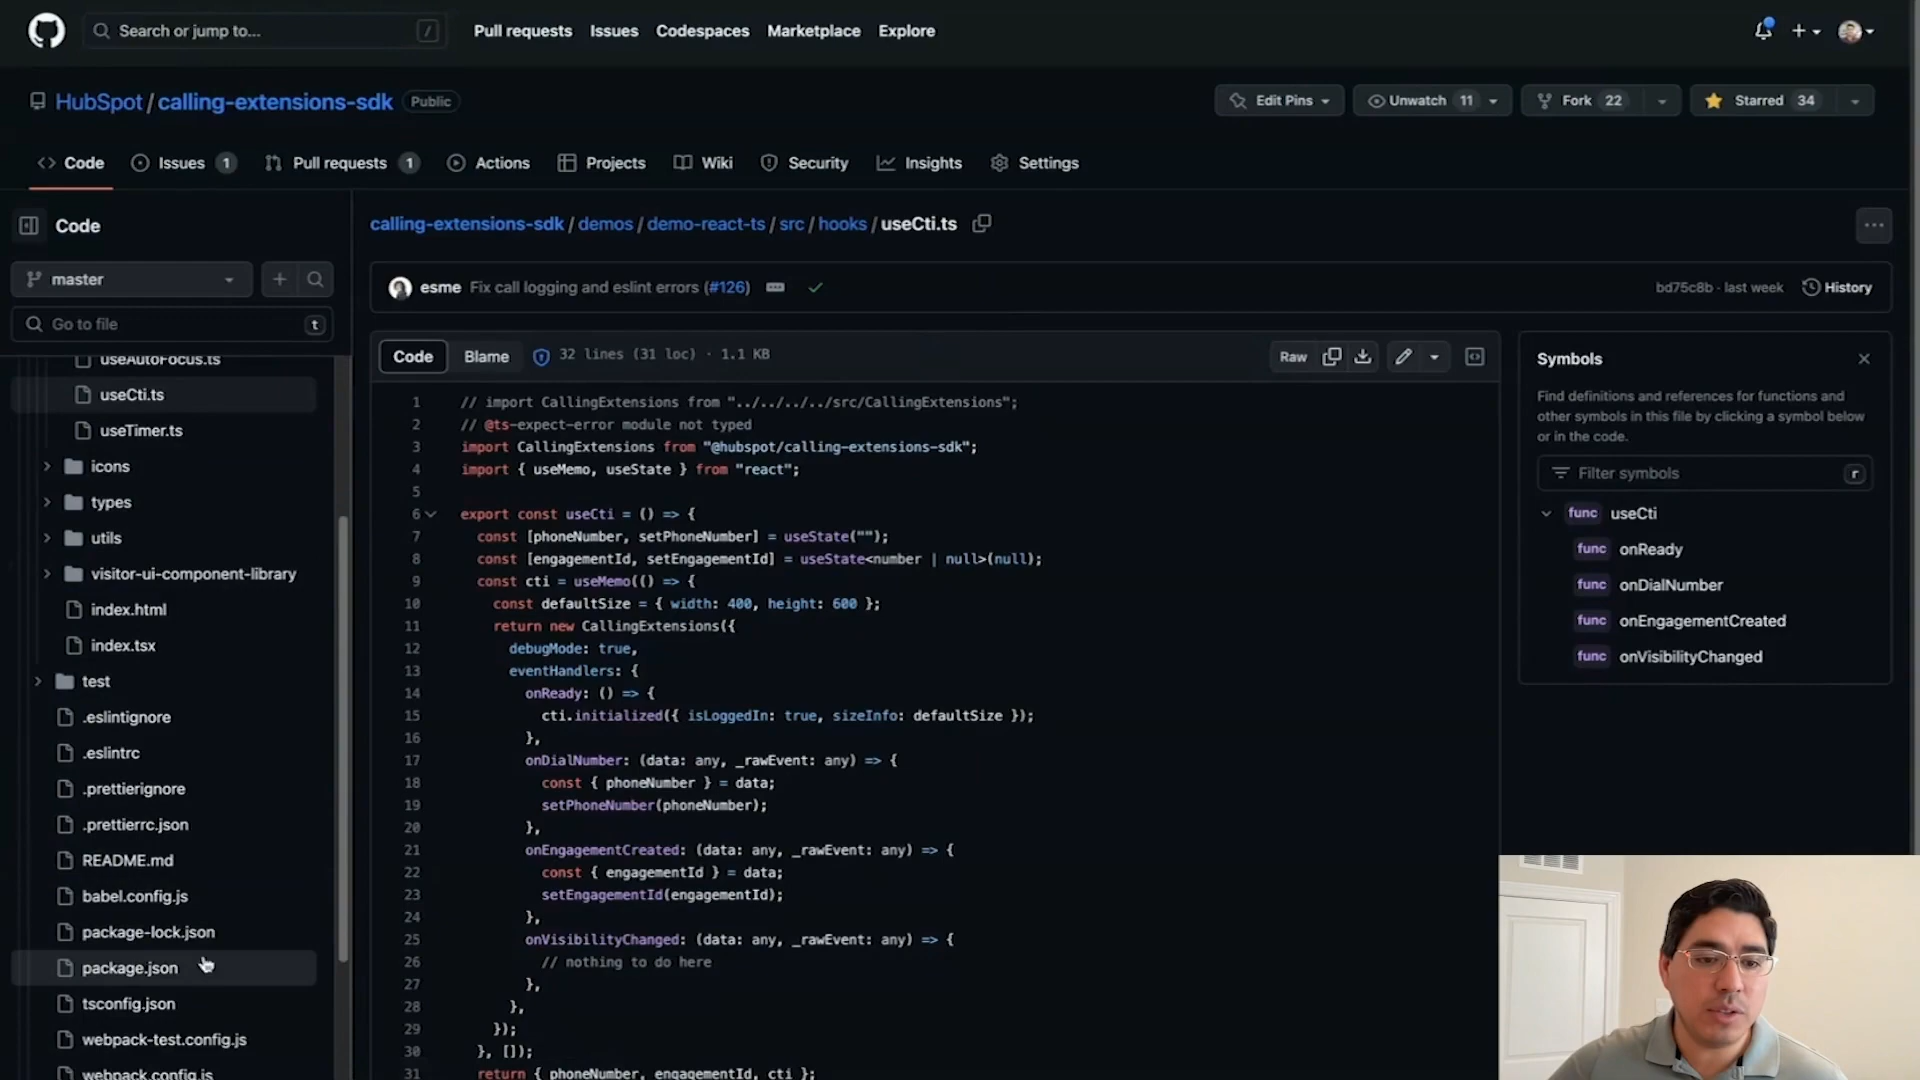 Search or jump to...
/
Pull requests
Issues
Codespaces
Marketplace
Explore
HubSpot / calling-extensions-sdk
Public
Edit Pins
Unwatch 11
Fork 22
Starred 34
Code
Issues 1
Pull requests 1
Actions
Projects
Wiki
Security
Insights
Settings
Code
master
Go to file
t
useAutoFocus.ts
useCti.ts
useTimer.ts
icons
types
utils
visitor-ui-component-library
index.html
index.tsx
test
.eslintignore
.eslintrc
.prettierignore
.prettierrc.json
README.md
babel.config.js
package-lock.json
package.json
tsconfig.json
webpack-test.config.js
webpack.config.js
calling-extensions-sdk / demos / demo-react-ts / src / hooks / useCti.ts
esme Fix call logging and eslint errors (#126)
bd75c8b · last week
History
Code
Blame
32 lines (31 loc) · 1.1 KB
Raw
1 // import CallingExtensions from "../../../../src/CallingExtensions";
2 // @ts-expect-error module not typed
3 import CallingExtensions from "@hubspot/calling-extensions-sdk";
4 import { useMemo, useState } from "react";
5
6 export const useCti = () => {
7 const [phoneNumber, setPhoneNumber] = useState("");
8 const [engagementId, setEngagementId] = useState<number | null>(null);
9 const cti = useMemo(() => {
10 const defaultSize = { width: 400, height: 600 };
11 return new CallingExtensions({
12 debugMode: true,
13 eventHandlers: {
14 onReady: () => {
15 cti.initialized({ isLoggedIn: true, sizeInfo: defaultSize });
16 },
17 onDialNumber: (data: any, _rawEvent: any) => {
18 const { phoneNumber } = data;
19 setPhoneNumber(phoneNumber);
20 },
21 onEngagementCreated: (data: any, _rawEvent: any) => {
22 const { engagementId } = data;
23 setEngagementId(engagementId);
24 },
25 onVisibilityChanged: (data: any, _rawEvent: any) => {
26 // nothing to do here
27 },
28 },
29 });
30 }, []);
31 return { phoneNumber, engagementId, cti };
Symbols
Find definitions and references for functions and
other symbols in this file by clicking a symbol below
or in the code.
Filter symbols
r
func useCti
func onReady
func onDialNumber
func onEngagementCreated
func onVisibilityChanged